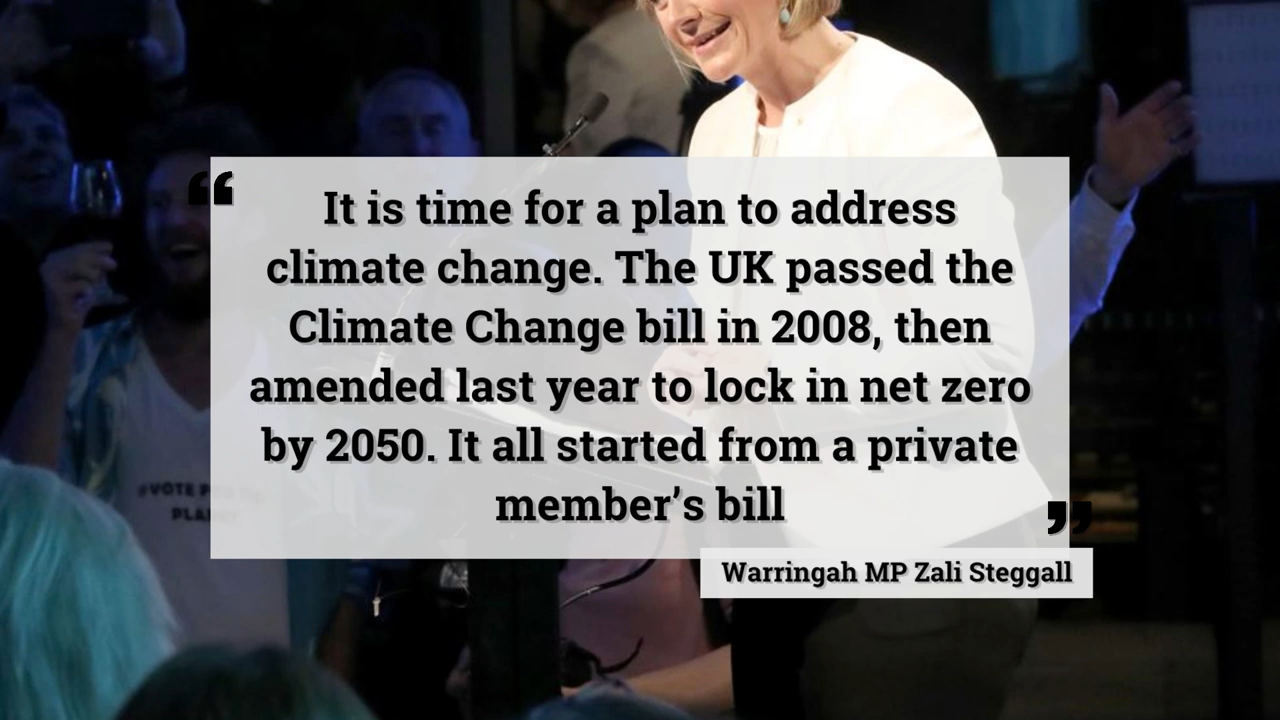 “
It is time for a plan to address
climate change. The UK passed the
Climate Change bill in 2008, then
amended last year to lock in net zero
by 2050. It all started from a private
member’s bill
”
Warringah MP Zali Steggall
#VOTE